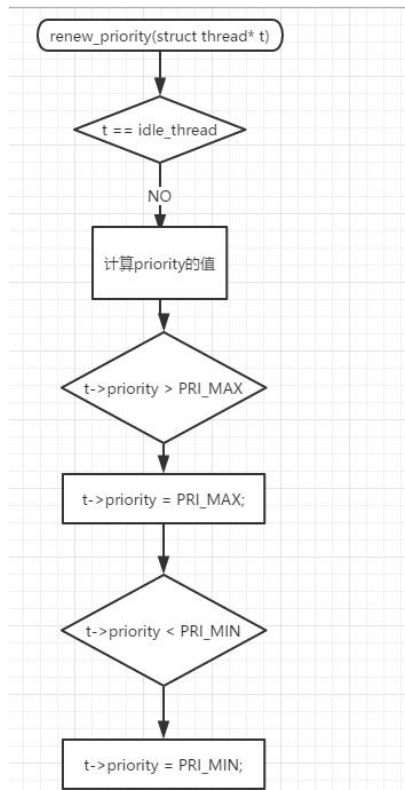 renew_priority(struct thread* t)
t == idle_thread
NO
计算priority的值
t->priority > PRI_MAX
t->priority = PRI_MAX;
t->priority < PRI_MIN
t->priority = PRI_MIN;